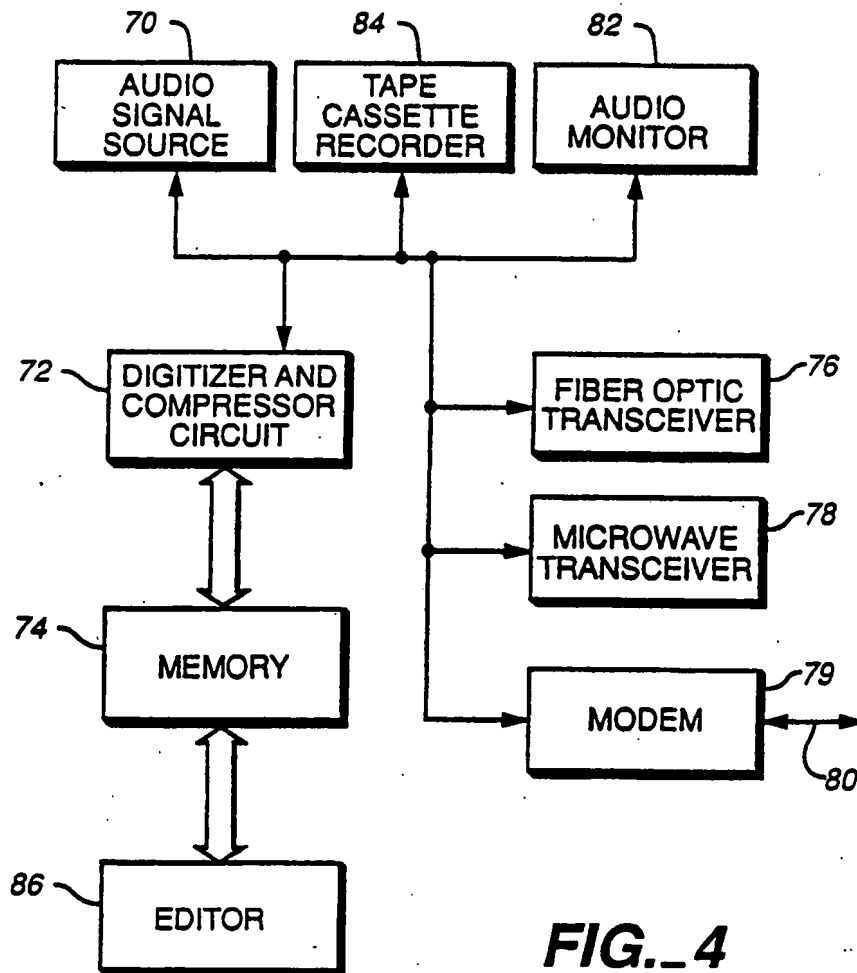 70
84
82
AUDIO
SIGNAL
SOURCE
TAPE
CASSETTE
RECORDER
AUDIO
MONITOR
72
DIGITIZER AND
COMPRESSOR
CIRCUIT
76
FIBER OPTIC
TRANSCEIVER
78
MICROWAVE
TRANSCEIVER
74
MEMORY
79
MODEM
80
86
EDITOR
FIG._4